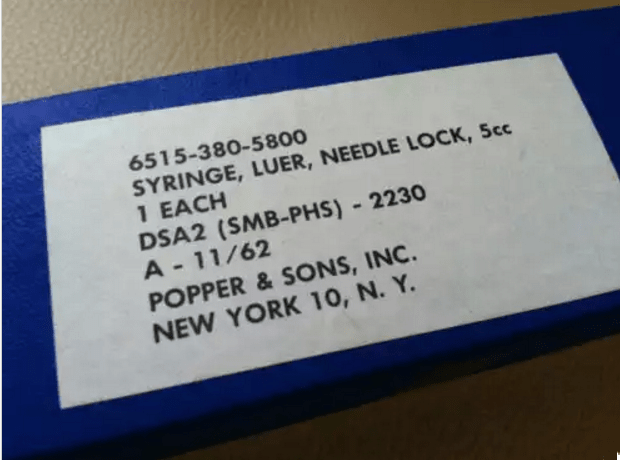 6515-380-5800
SYRINGE, LUER, NEEDLE LOCK, 5cc
1 EACH
DSA2 (SMB-PHS) - 2230
A - 11/62
POPPER & SONS, INC.
NEW YORK 10, N. Y.